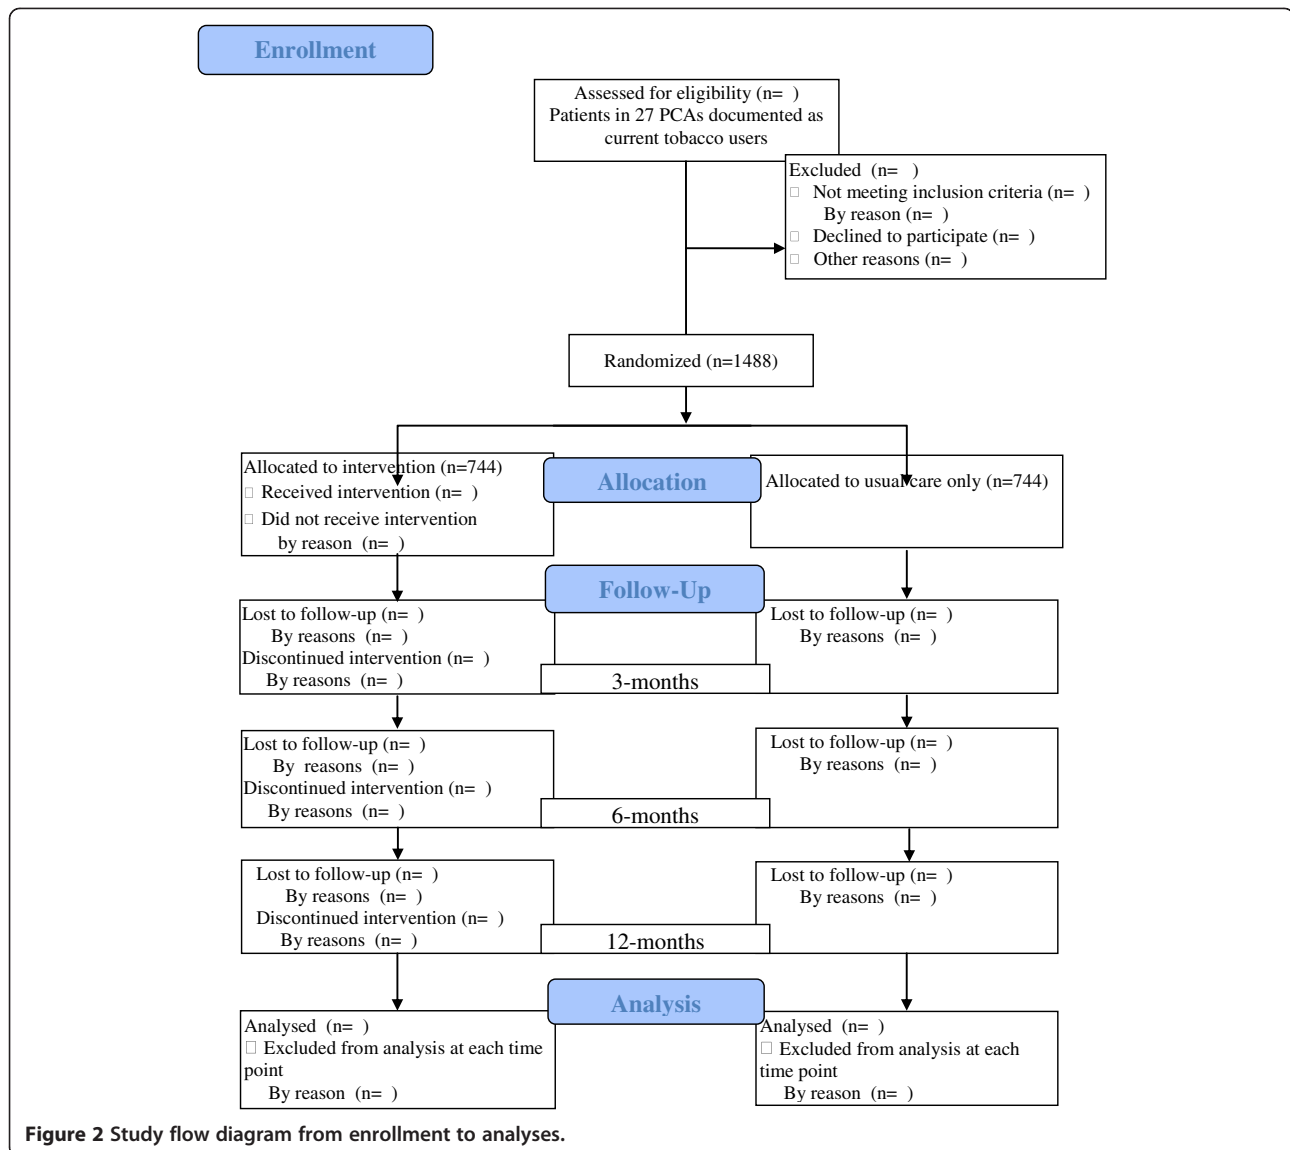 Enrollment
Assessed for eligibility (n= )
Patients in 27 PCAs documented as
current tobacco users
Excluded (n= )
□ Not meeting inclusion criteria (n= )
By reason (n= )
□ Declined to participate (n= )
□ Other reasons (n= )
Randomized (n=1488)
Allocated to intervention (n=744)
□ Received intervention (n= )
□ Did not receive intervention
by reason (n= )
Allocation
Allocated to usual care only (n=744)
Follow-Up
Lost to follow-up (n= )
By reasons (n= )
Discontinued intervention (n= )
By reasons (n= )
3-months
Lost to follow-up (n= )
By reasons (n= )
Lost to follow-up (n= )
By reasons (n= )
Discontinued intervention (n= )
By reasons (n= )
6-months
Lost to follow-up (n= )
By reasons (n= )
Lost to follow-up (n= )
By reasons (n= )
Discontinued intervention (n= )
By reasons (n= )
12-months
Lost to follow-up (n= )
By reasons (n= )
Analysis
Analysed (n= )
□ Excluded from analysis at each time
point
By reason (n= )
Analysed (n= )
□ Excluded from analysis at each
time point
By reason (n= )
Figure 2 Study flow diagram from enrollment to analyses.